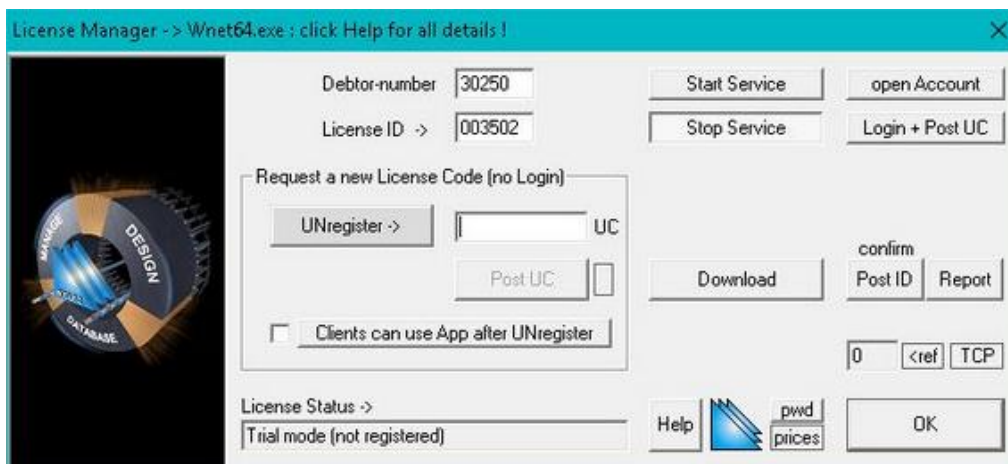 License Manager -> Wnet64.exe : click Help for all details !
Debtor-number 30250 Start Service open Account
License ID -> 003502 Stop Service Login + Post UC
Request a new License Code (no Login)
UNregister -> UC
confirm
Post UC Download Post ID Report
Clients can use App after UNregister
0 <ref TCP
License Status ->
Trial mode (not registered)
Help pwd
prices
OK
MANAGE
DESIGN
DATABASE